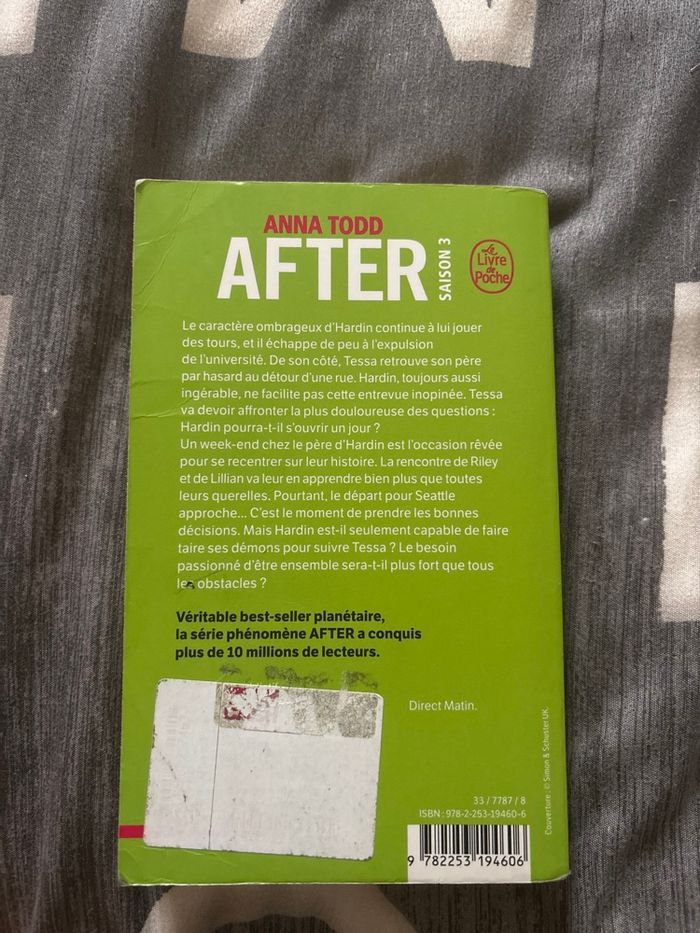 ANNA TODD
AFTER
SAISON 3
Le
Livre
de
Poche
Le caractère ombrageux d'Hardin continue à lui jouer
des tours, et il échappe de peu à l'expulsion
de l'université. De son côté, Tessa retrouve son père
par hasard au détour d'une rue. Hardin, toujours aussi
ingérable, ne facilite pas cette entrevue inopinée. Tessa
va devoir affronter la plus douloureuse des questions :
Hardin pourra-t-il s'ouvrir un jour ?
Un week-end chez le père d'Hardin est l'occasion rêvée
pour se recentrer sur leur histoire. La rencontre de Riley
et de Lillian va leur en apprendre bien plus que toutes
leurs querelles. Pourtant, le départ pour Seattle
approche... C'est le moment de prendre les bonnes
décisions. Mais Hardin est-il seulement capable de faire
taire ses démons pour suivre Tessa ? Le besoin
passionné d'être ensemble sera-t-il plus fort que tous
les obstacles ?
Véritable best-seller planétaire,
la série phénomène AFTER a conquis
plus de 10 millions de lecteurs.
Direct Matin.
Couverture : © Simon & Schuster UK.
33 / 7787 / 8
ISBN : 978-2-253-19460-6
9 782253 194606